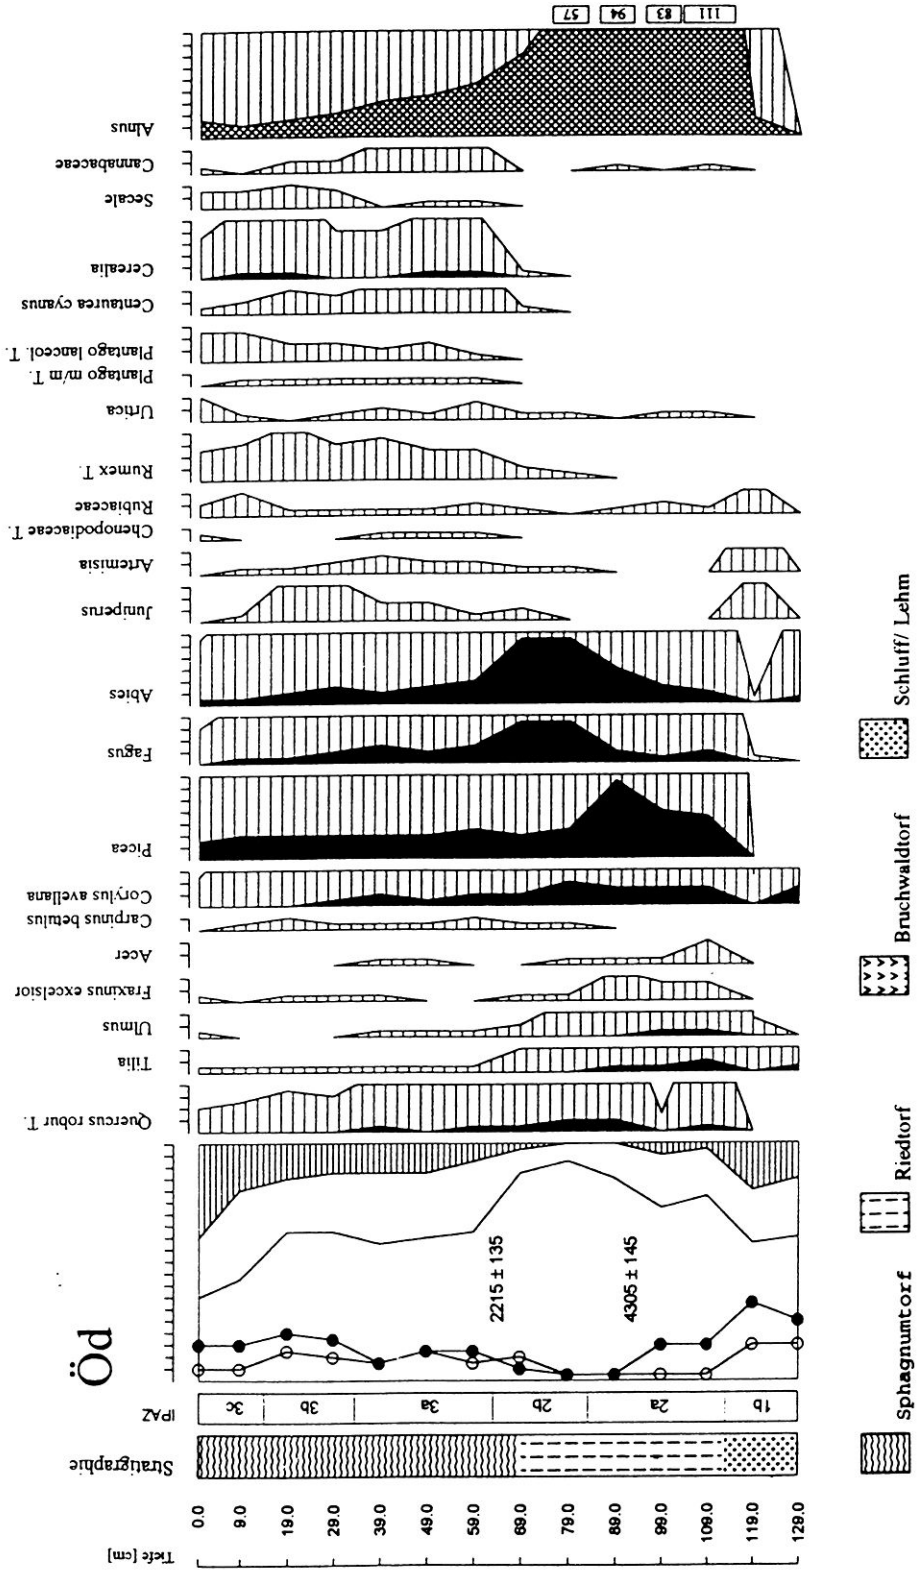 Öd
Tiefe [cm]
0.0
9.0
19.0
29.0
39.0
49.0
59.0
69.0
79.0
89.0
99.0
109.0
119.0
129.0
Stratigraphie
IPAZ
3c
3b
3a
2b
2a
1b
2215 ± 135
4305 ± 145
Quercus robur T.
Tilia
Ulmus
Fraxinus excelsior
Acer
Carpinus betulus
Corylus avellana
Picea
Fagus
Abies
Juniperus
Artemisia
Chenopodiaceae T.
Rubiaceae
Rumex T.
Urtica
Plantago m/m T.
Plantago lanceol. T.
Centaurea cyanus
Cerealia
Secale
Cannabaceae
Alnus
57
94
83
111
Sphagnumtorf
Riedtorf
Bruchwaldtorf
Schluff/ Lehm